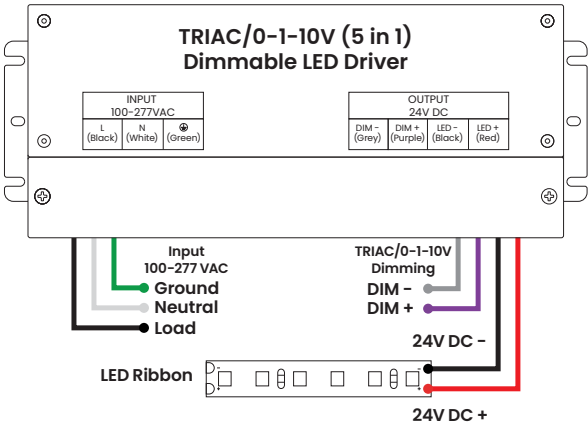 TRIAC/0-1-10V (5 in 1)
Dimmable LED Driver
INPUT
100-277VAC
L
(Black)
N
(White)
(Green)
OUTPUT
24V DC
DIM -
(Grey)
DIM +
(Purple)
LED -
(Black)
LED +
(Red)
Input
100-277 VAC
Ground
Neutral
Load
TRIAC/0-1-10V
Dimming
DIM -
DIM +
24V DC -
LED Ribbon
-
+
-
+
24V DC +